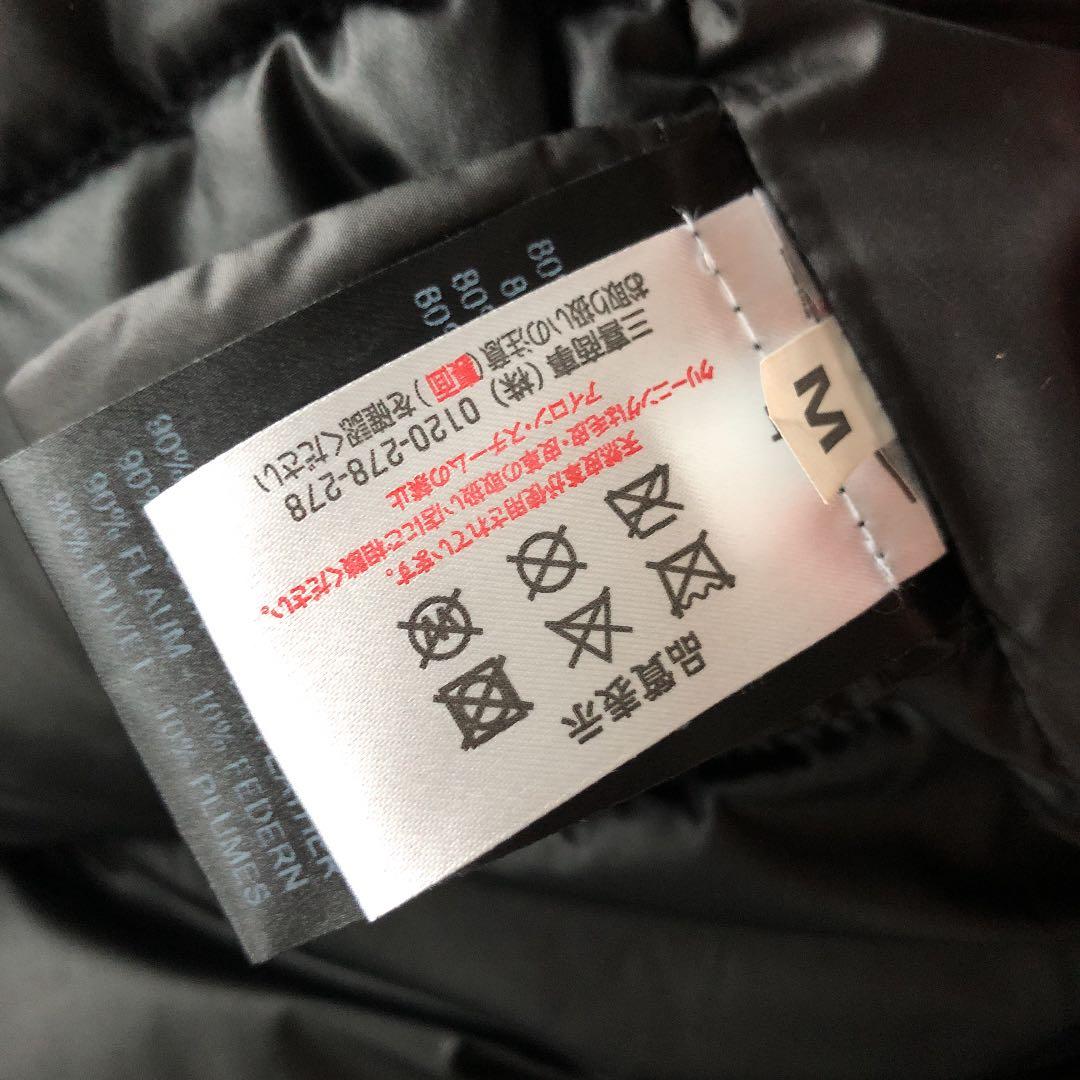 品質表示
天然皮革が使用されています。
クリーニングは毛皮・皮革の取扱い店にご相談ください。
アイロン・スチームの禁止
お取り扱いの注意(裏面)を確認ください
三喜商事(株) 0120-278-278
M
80
8
80%
80%
90%
90%
90% FLAUM - 10% FEDERN
90% DUVET - 10% PLUMES